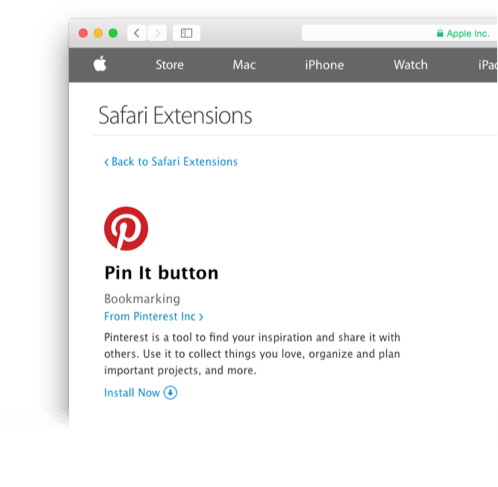 Apple Inc.
Store Mac iPhone Watch
Safari Extensions
Back to Safari Extensions
Pin It button
Bookmarking
From Pinterest Inc
Pinterest is a tool to find your inspiration and share it with
others. Use it to collect things you love, organize and plan
important projects, and more.
Install Now